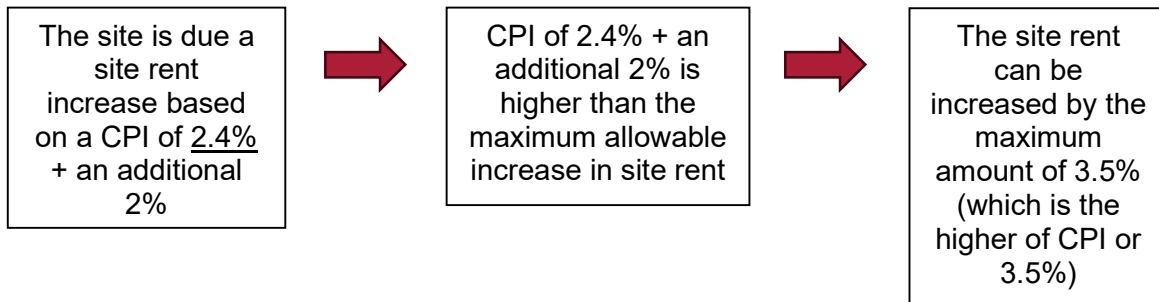 The site is due a
site rent
increase based
on a CPI of 2.4%
+ an additional
2%
CPI of 2.4% + an
additional 2% is
higher than the
maximum allowable
increase in site rent
The site rent
can be
increased by the
maximum
amount of 3.5%
(which is the
higher of CPI or
3.5%)